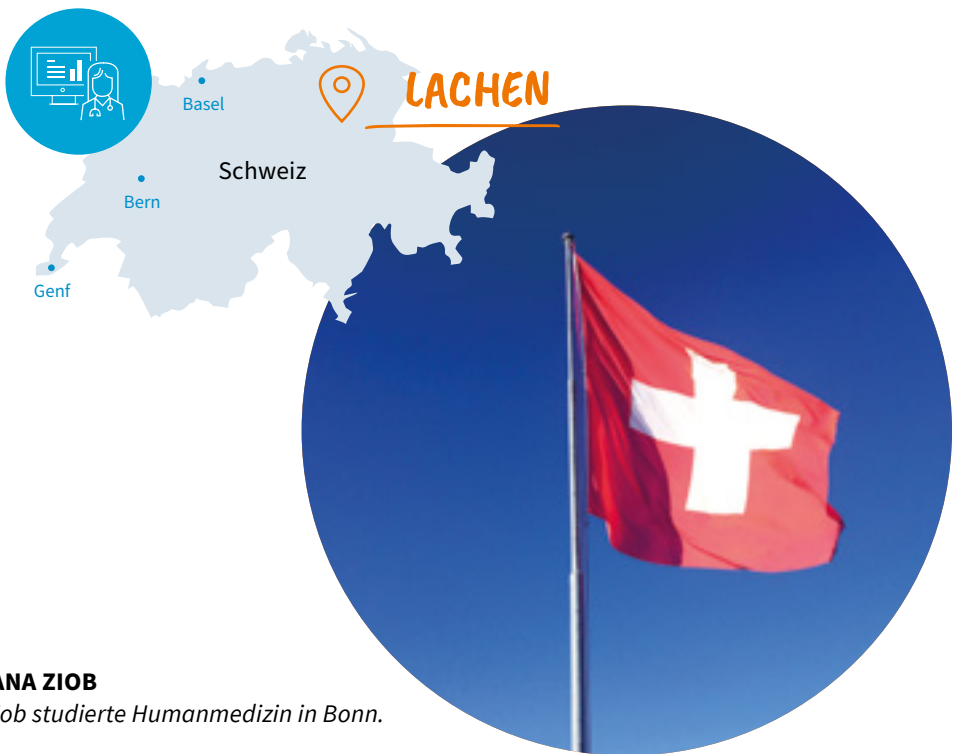 LACHEN
Basel
Schweiz
Bern
Genf
ANA ZIOB
ob studierte Humanmedizin in Bonn.